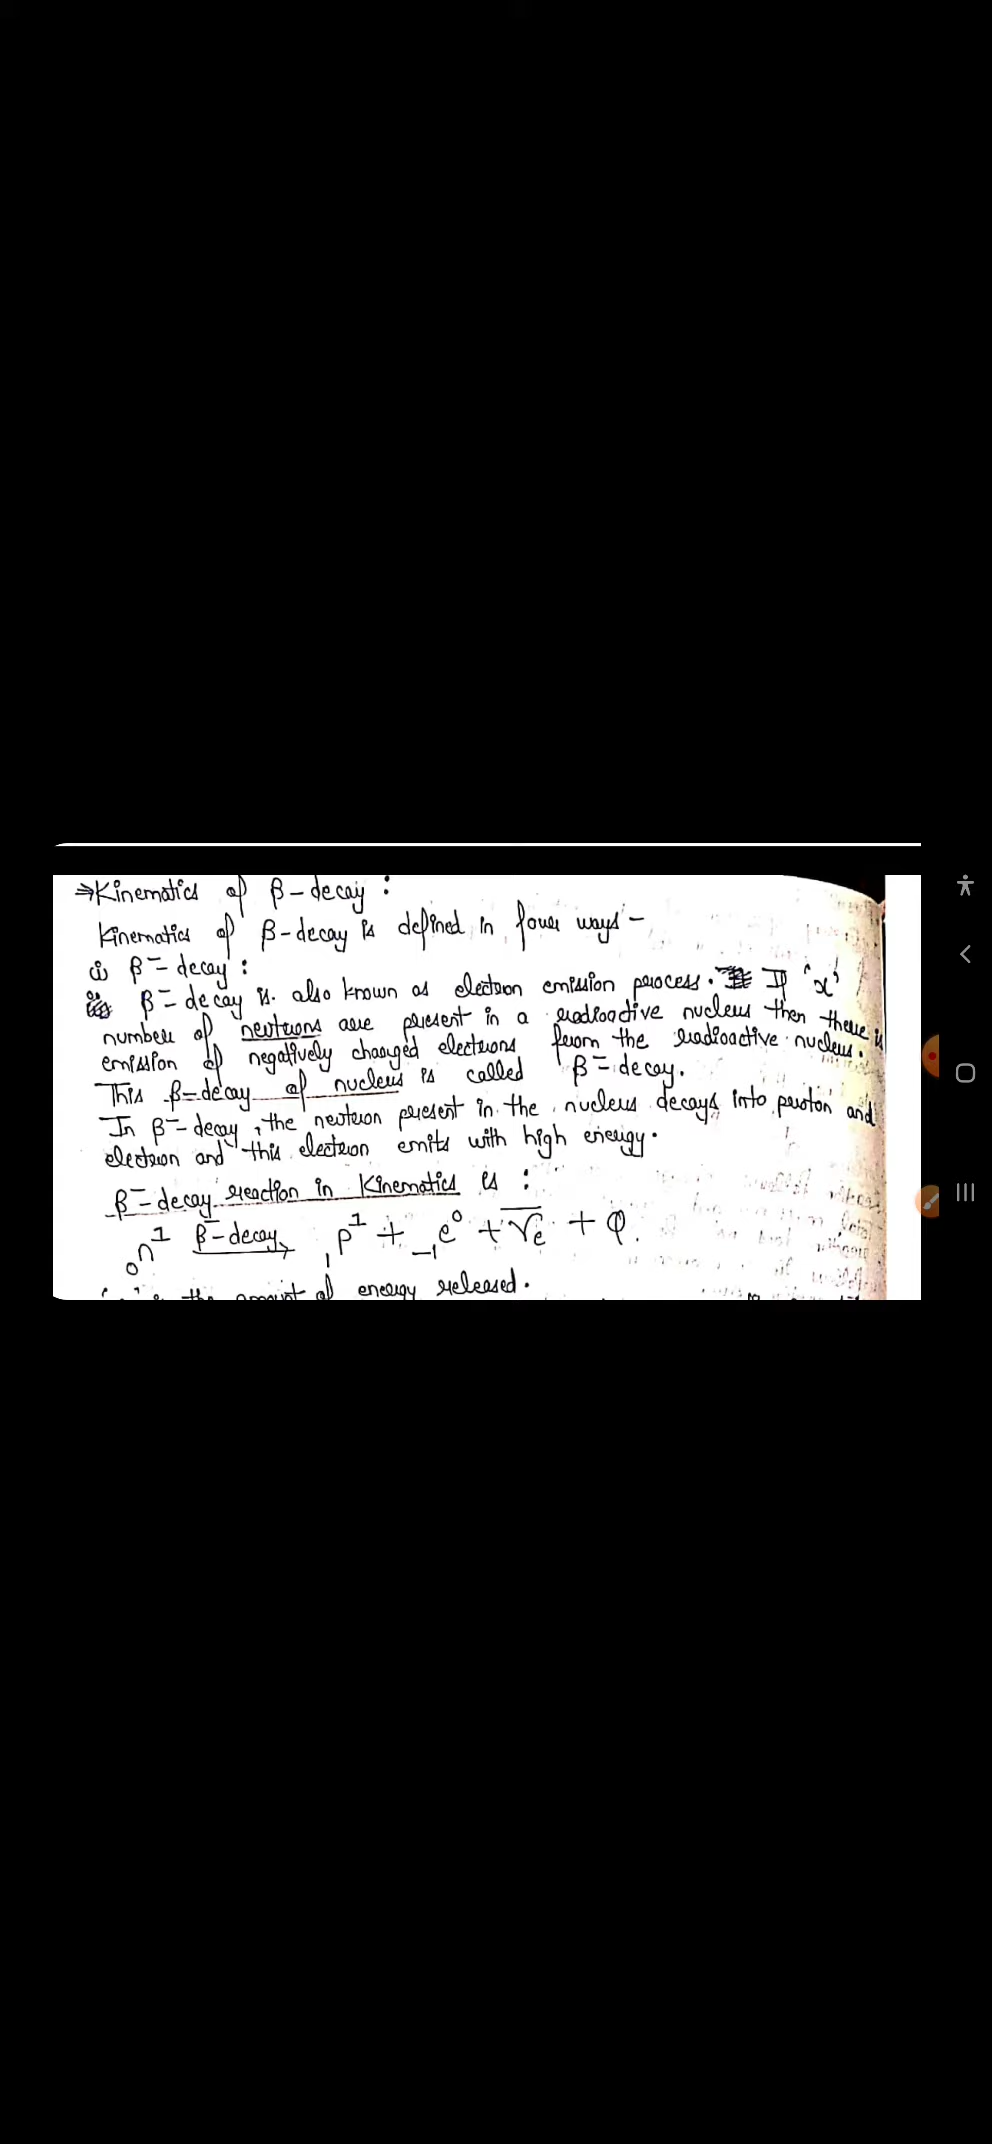 ⇒Kinematics of β-decay :
Kinematics of β-decay is defined in four ways -
(i) β⁻-decay :
β⁻-decay is also known as electron emission process. If 'x'
number of neutrons are present in a radioactive nucleus then there is
emission of negatively charged electrons from the radioactive nucleus.
This β-decay of nucleus is called β⁻-decay.
In β⁻-decay, the neutron present in the nucleus decays into proton and
electron and this electron emits with high energy.
β⁻-decay reaction in Kinematics is :
₀n¹ β⁻-decay → ₁p¹ + ₋₁e⁰ + ν̅e + Q.
is the amount of energy released.